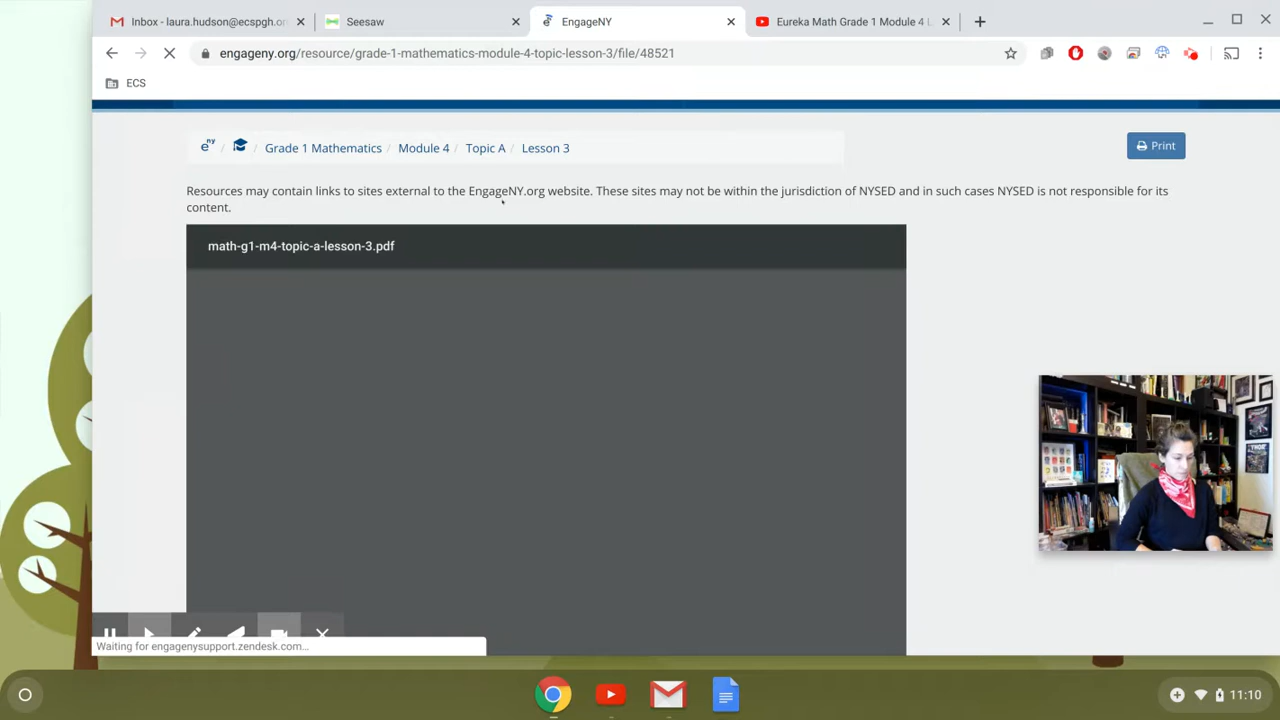 Inbox - laura.hudson@ecspgh.or
Seesaw
EngageNY
Eureka Math Grade 1 Module 4 L
engageny.org/resource/grade-1-mathematics-module-4-topic-lesson-3/file/48521
ECS
e ny / / Grade 1 Mathematics / Module 4 / Topic A / Lesson 3
Print
Resources may contain links to sites external to the EngageNY.org website. These sites may not be within the jurisdiction of NYSED and in such cases NYSED is not responsible for its
content.
math-g1-m4-topic-a-lesson-3.pdf
Waiting for engagenysupport.zendesk.com...
11:10